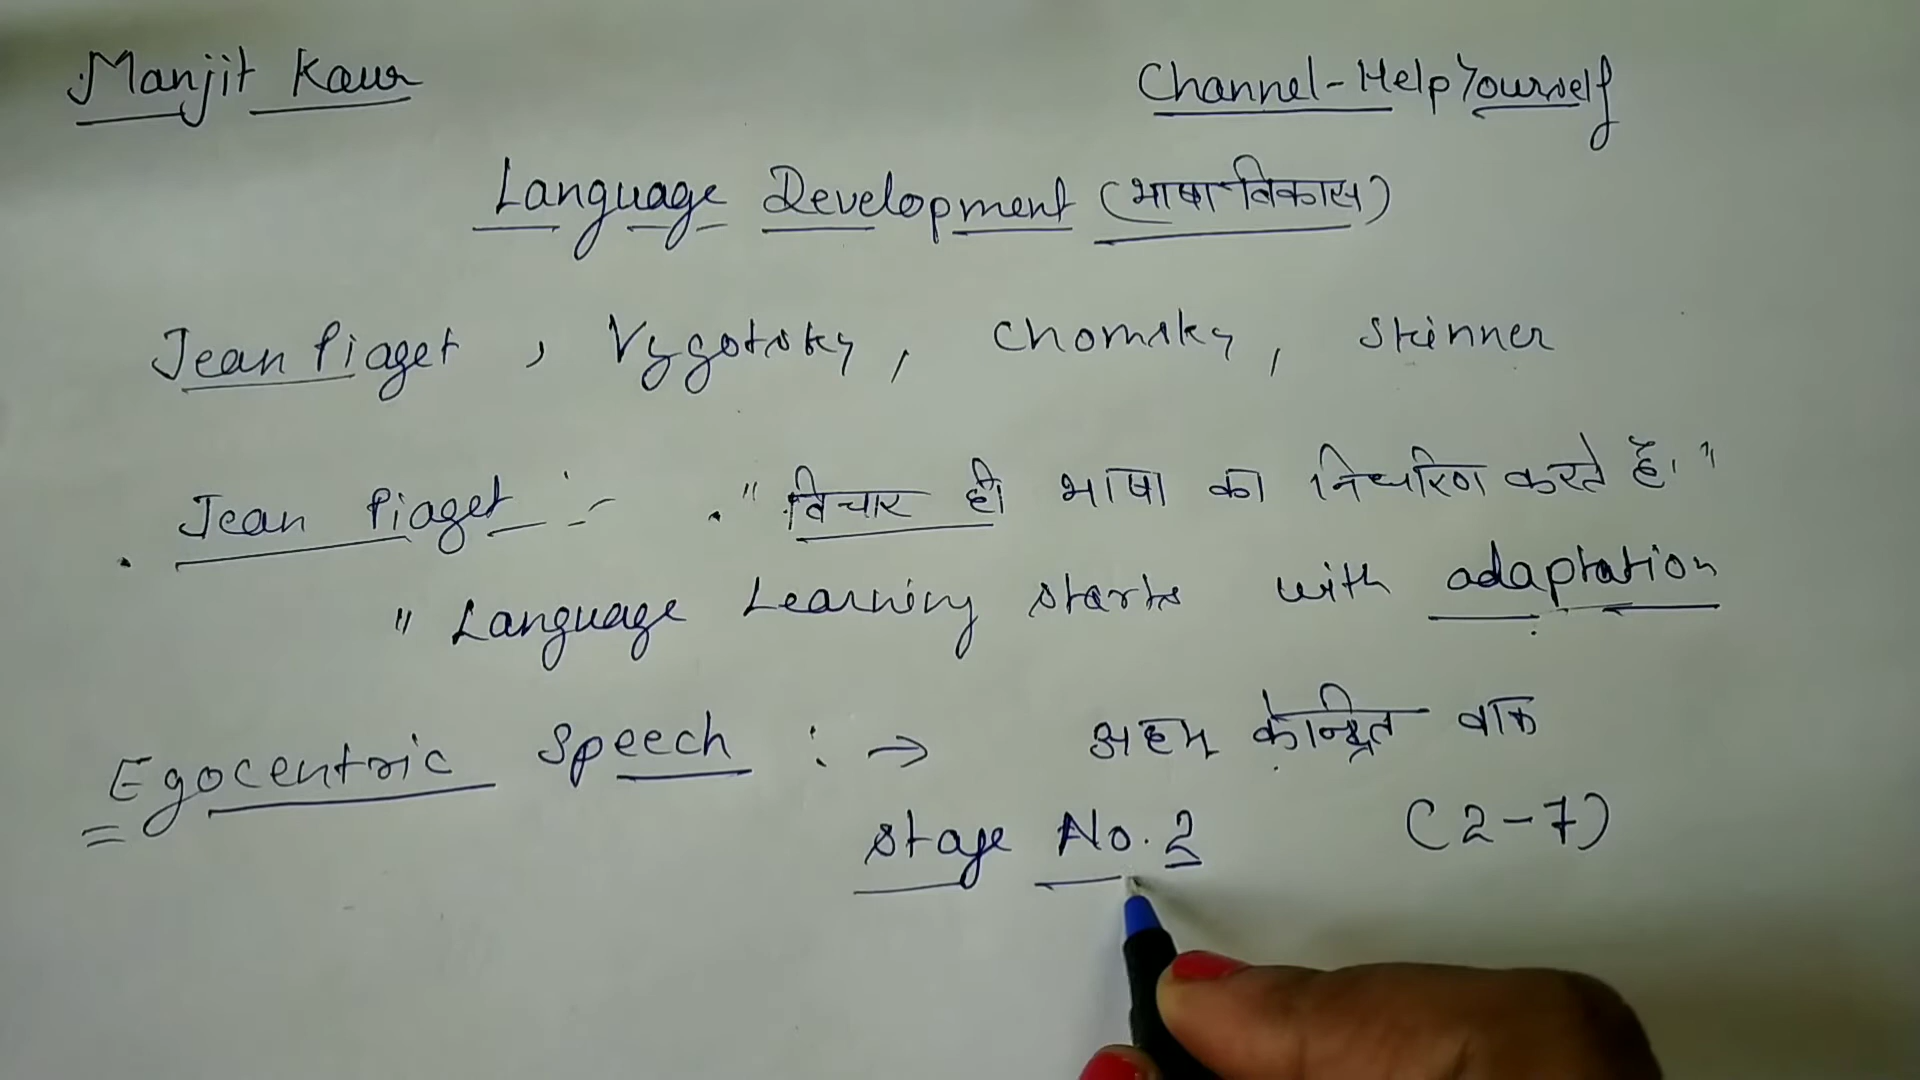 Manjit Kaur
Channel-HelpYourself
Language Development (भाषा विकास)
Jean Piaget , Vygotsky , Chomsky , Skinner
. Jean Piaget :- . " विचार ही भाषा का निर्धारण करते हैं। "
" Language Learning starts with adaptation
Egocentric Speech : → अहम केन्द्रित वाक
Stage No. 2 (2-7)